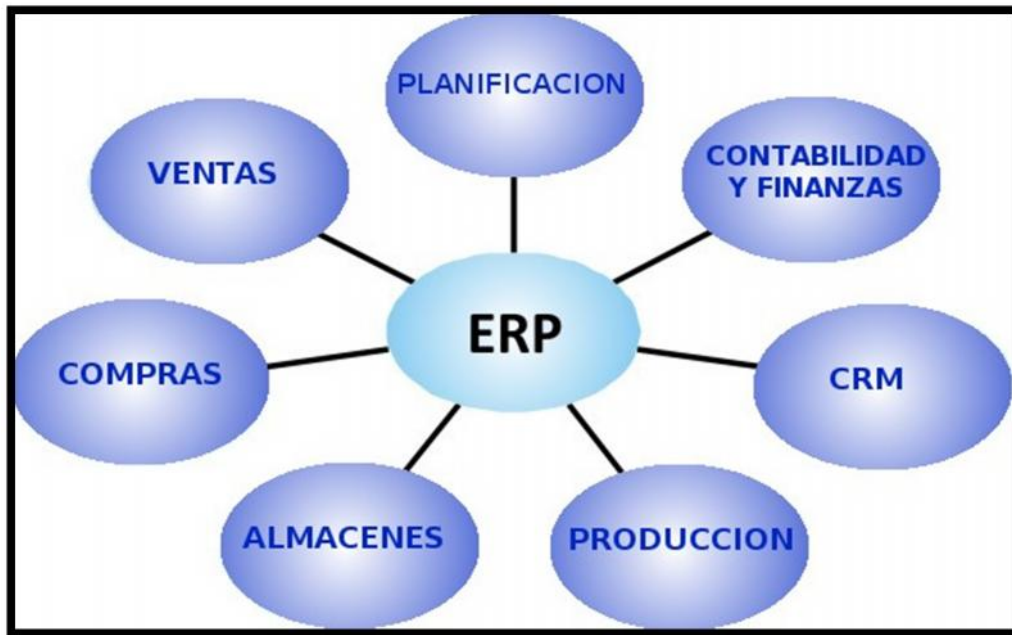 PLANIFICACION
VENTAS
CONTABILIDAD
Y FINANZAS
ERP
COMPRAS
CRM
ALMACENES
PRODUCCION